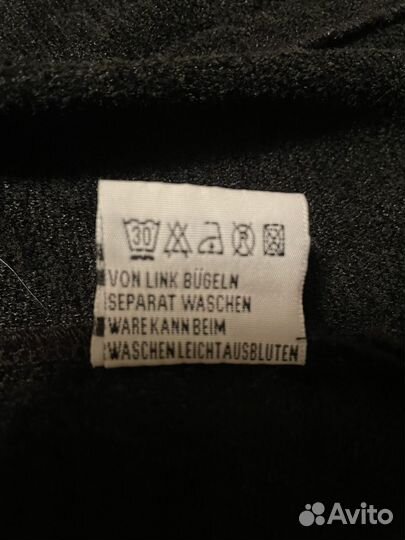 30
VON LINK BÜGELN
SEPARAT WASCHEN
WARE KANN BEIM
WASCHEN LEICHT AUSBLUTEN
Avito